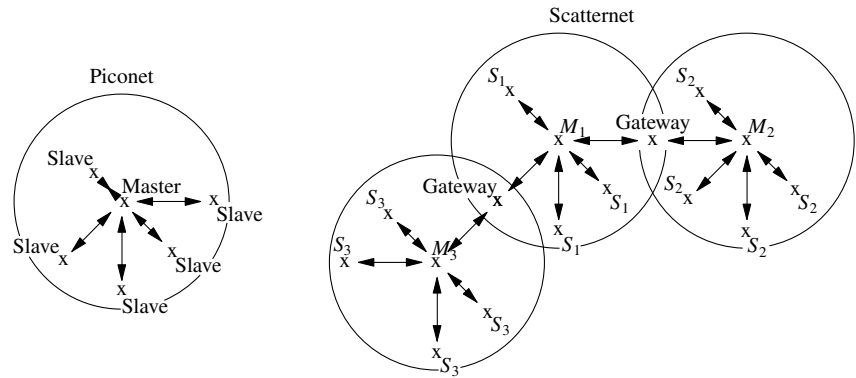 Scatternet
Piconet
Slave
x
x
Master
x
Slave
Slave
x
x
Slave
x
Slave
S1
x
x
M1
Gateway
x
x
S1
x
S1
S2
x
x
M2
S2
x
x
S2
x
S2
Gateway
x
S3
x
S3
x
x
M3
x
S3
x
S3